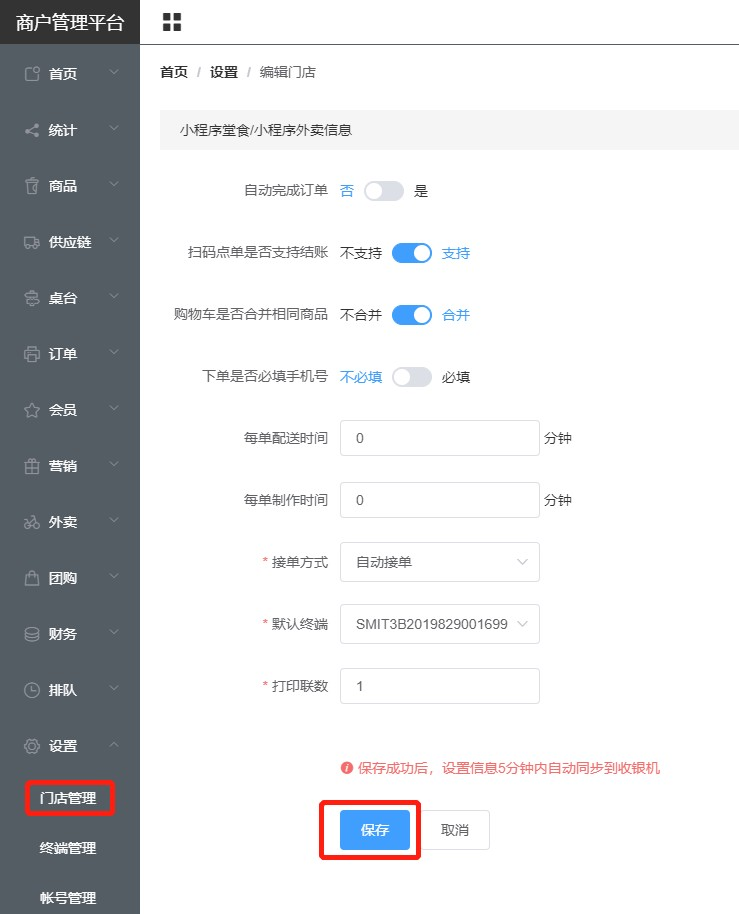 商户管理平台
首页 / 设置 / 编辑门店
首页
统计
商品
供应链
桌台
订单
会员
营销
外卖
团购
财务
排队
设置
门店管理
终端管理
帐号管理
小程序堂食/小程序外卖信息
自动完成订单 否 是
扫码点单是否支持结账 不支持 支持
购物车是否合并相同商品 不合并 合并
下单是否必填手机号 不必填 必填
每单配送时间 0 分钟
每单制作时间 0 分钟
* 接单方式 自动接单
* 默认终端 SMIT3B2019829001699
* 打印联数 1
保存成功后，设置信息5分钟内自动同步到收银机
保存 取消